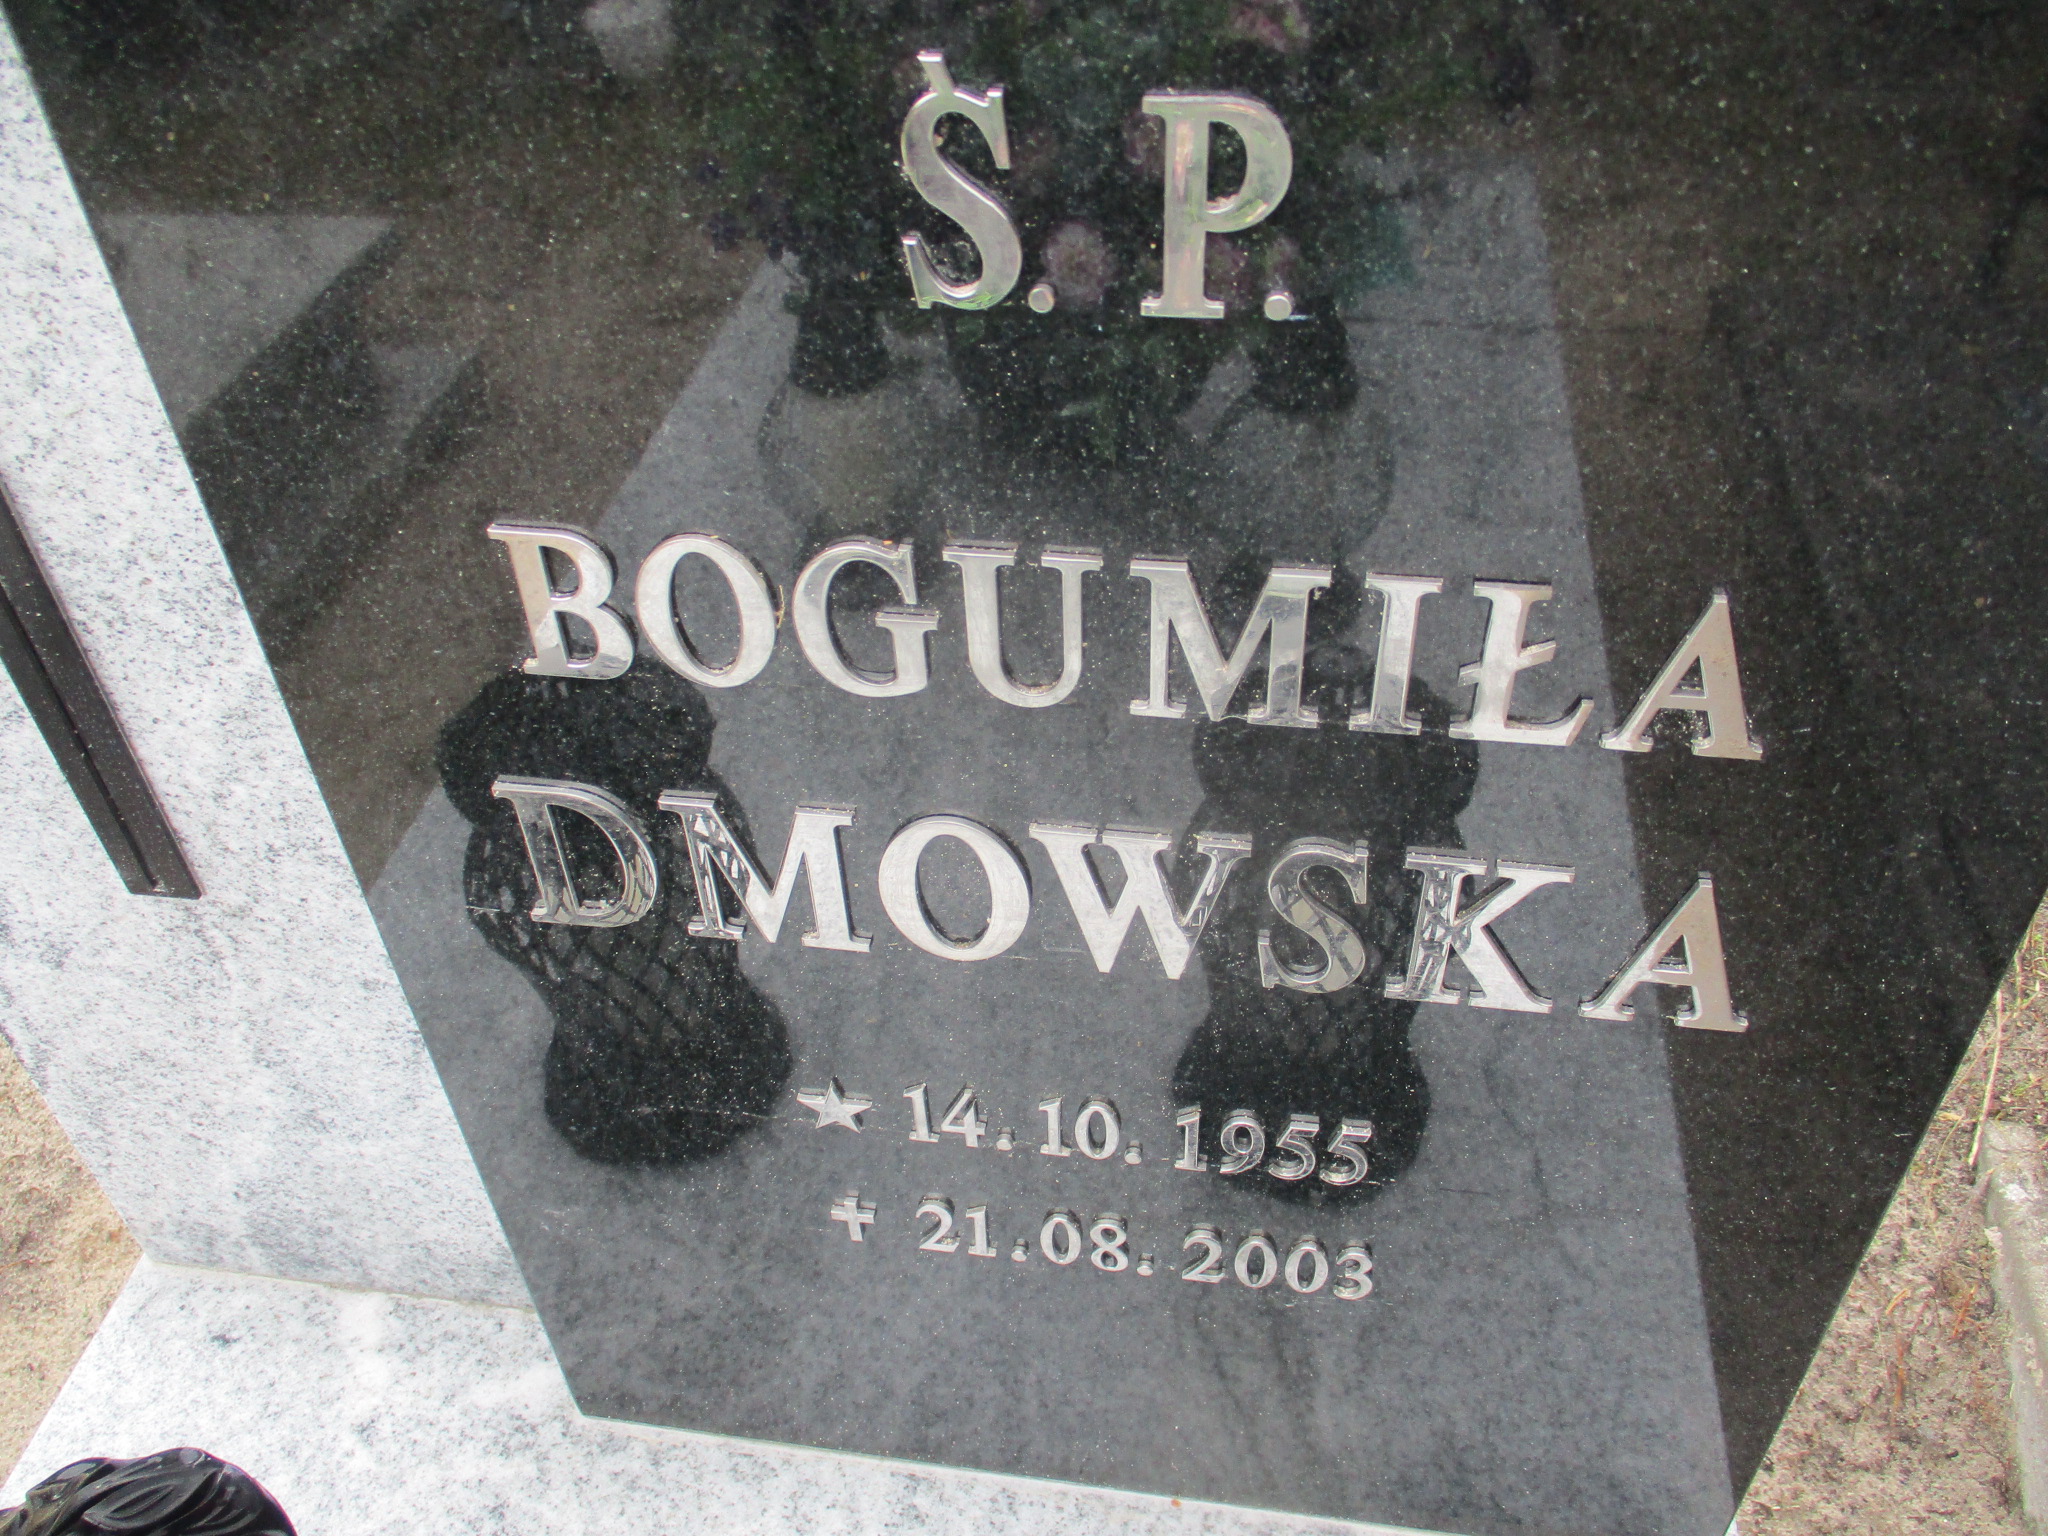 Ś. P.
BOGUMIŁA
DMOWSKA
★ 14.10.1955
✝ 21.08.2003